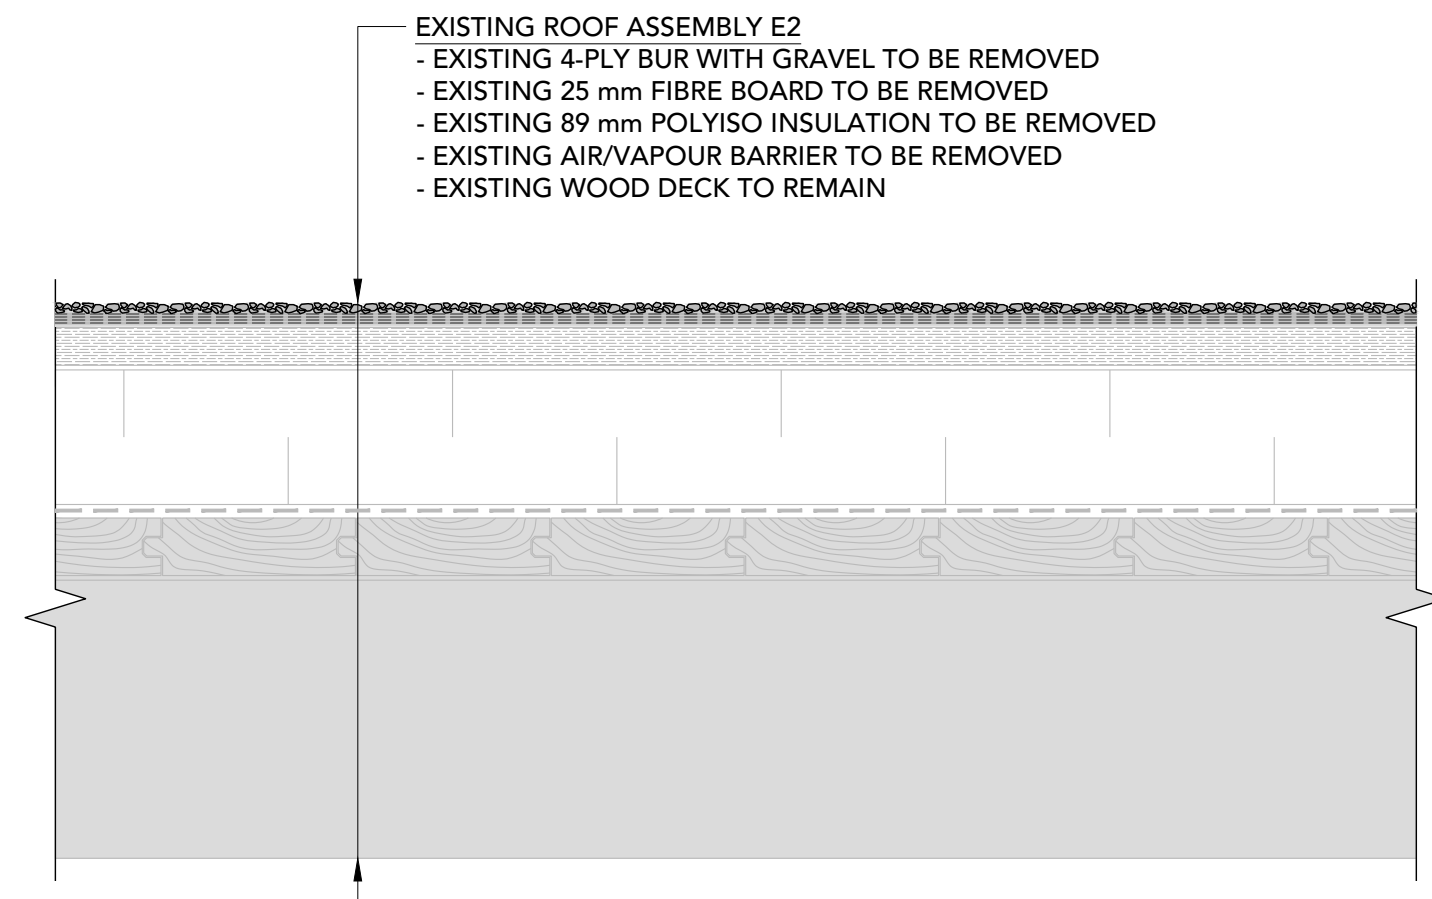 EXISTING ROOF ASSEMBLY E2
- EXISTING 4-PLY BUR WITH GRAVEL TO BE REMOVED
- EXISTING 25 mm FIBRE BOARD TO BE REMOVED
- EXISTING 89 mm POLYISO INSULATION TO BE REMOVED
- EXISTING AIR/VAPOUR BARRIER TO BE REMOVED
- EXISTING WOOD DECK TO REMAIN